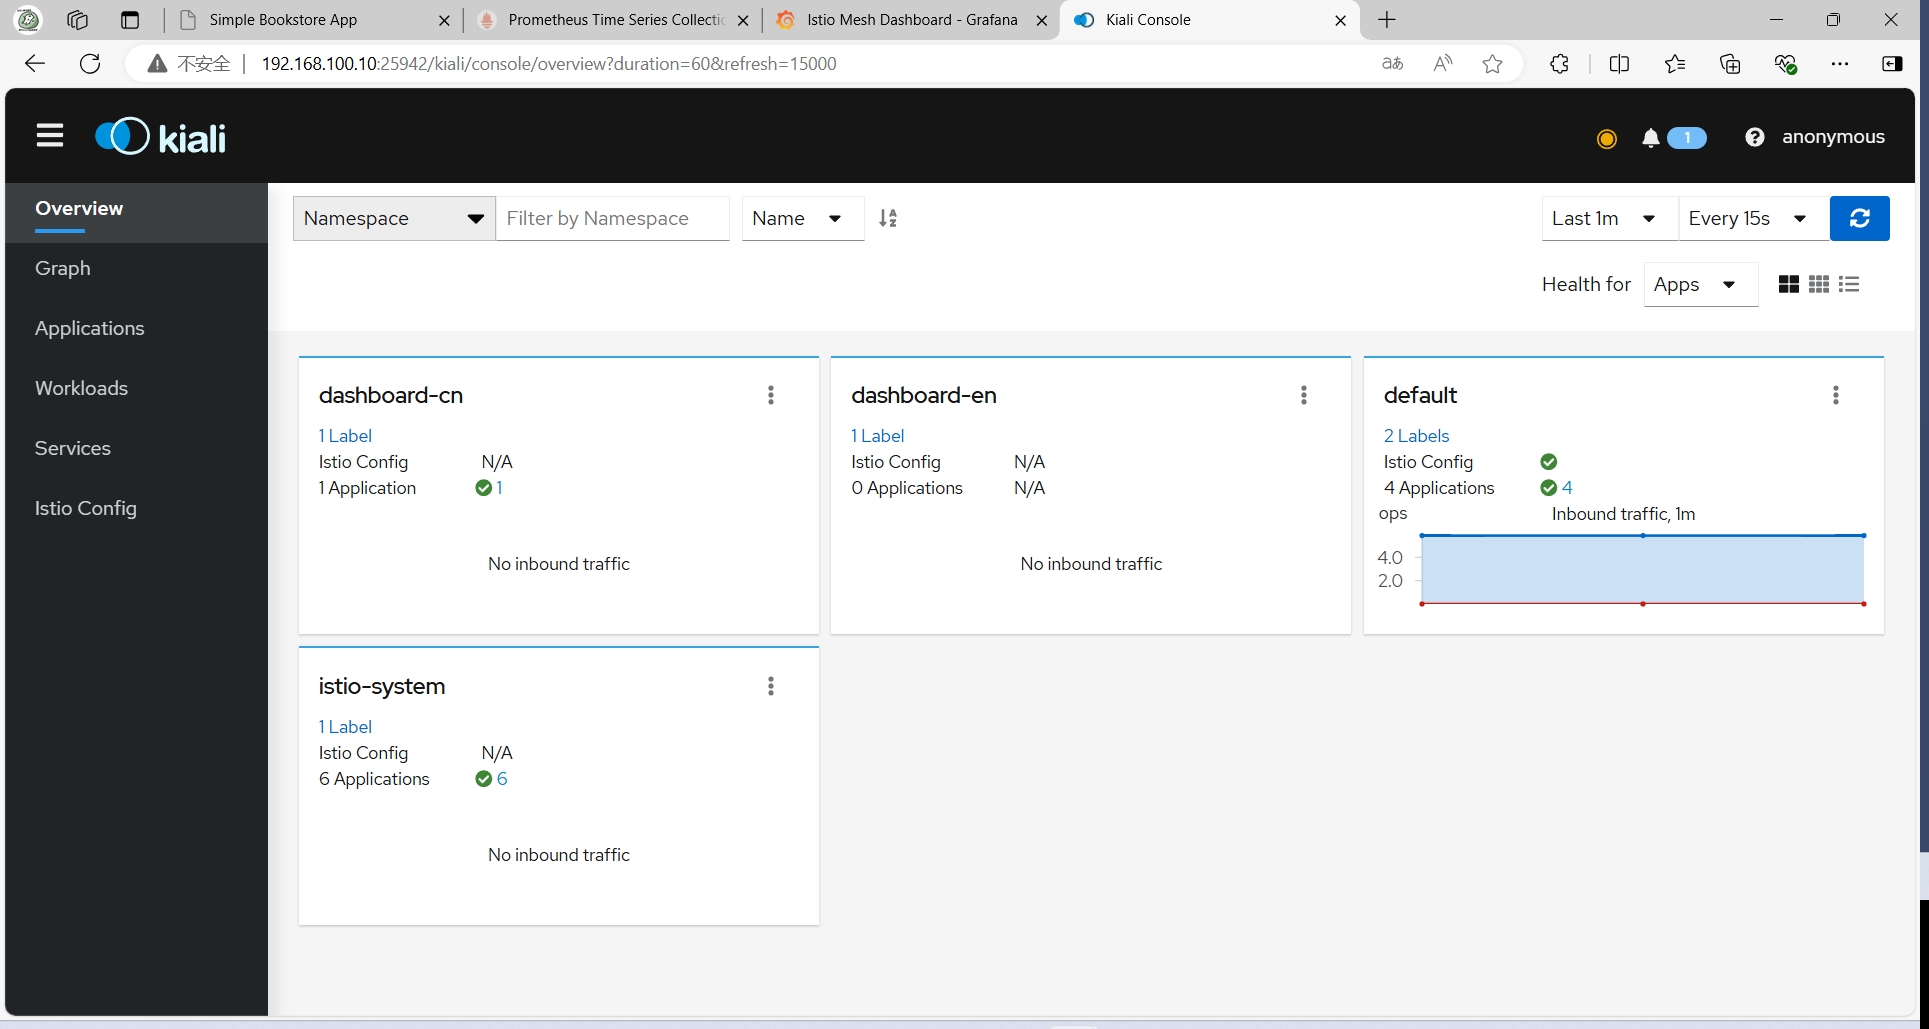 Simple Bookstore App
Prometheus Time Series Collectic
Istio Mesh Dashboard - Grafana
Kiali Console
不安全
192.168.100.10:25942/kiali/console/overview?duration=60&refresh=15000
aあ
A
kiali
1
anonymous
Overview
Graph
Applications
Workloads
Services
Istio Config
Namespace
Filter by Namespace
Name
Last 1m
Every 15s
Health for
Apps
dashboard-cn
1 Label
Istio Config N/A
1 Application 1
No inbound traffic
dashboard-en
1 Label
Istio Config N/A
0 Applications N/A
No inbound traffic
default
2 Labels
Istio Config
4 Applications 4
ops
Inbound traffic, 1m
4.0
2.0
istio-system
1 Label
Istio Config N/A
6 Applications 6
No inbound traffic